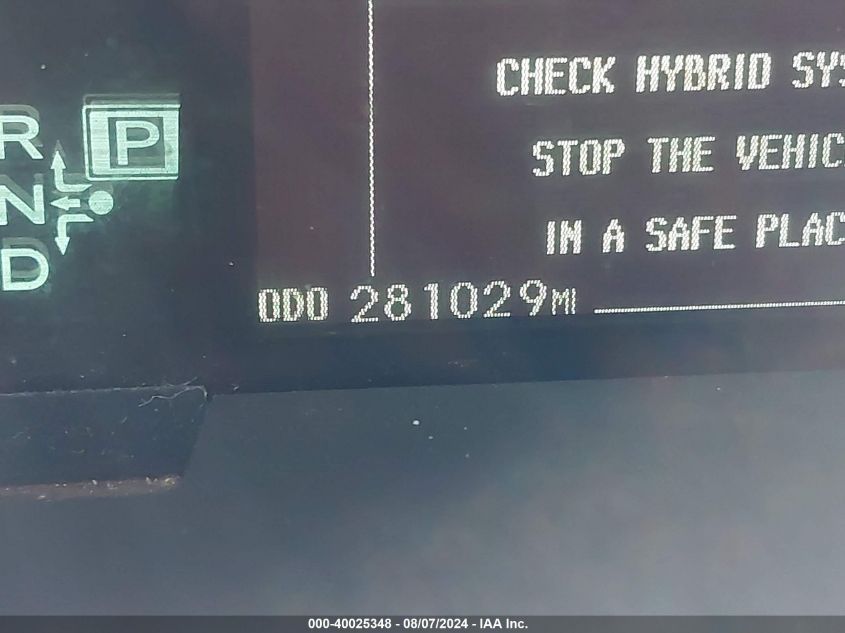 CHECK HYBRID SYS
STOP THE VEHIC
IN A SAFE PLAC
R
P
N
D
ODO 281029MI
000-40025348 - 08/07/2024 - IAA Inc.